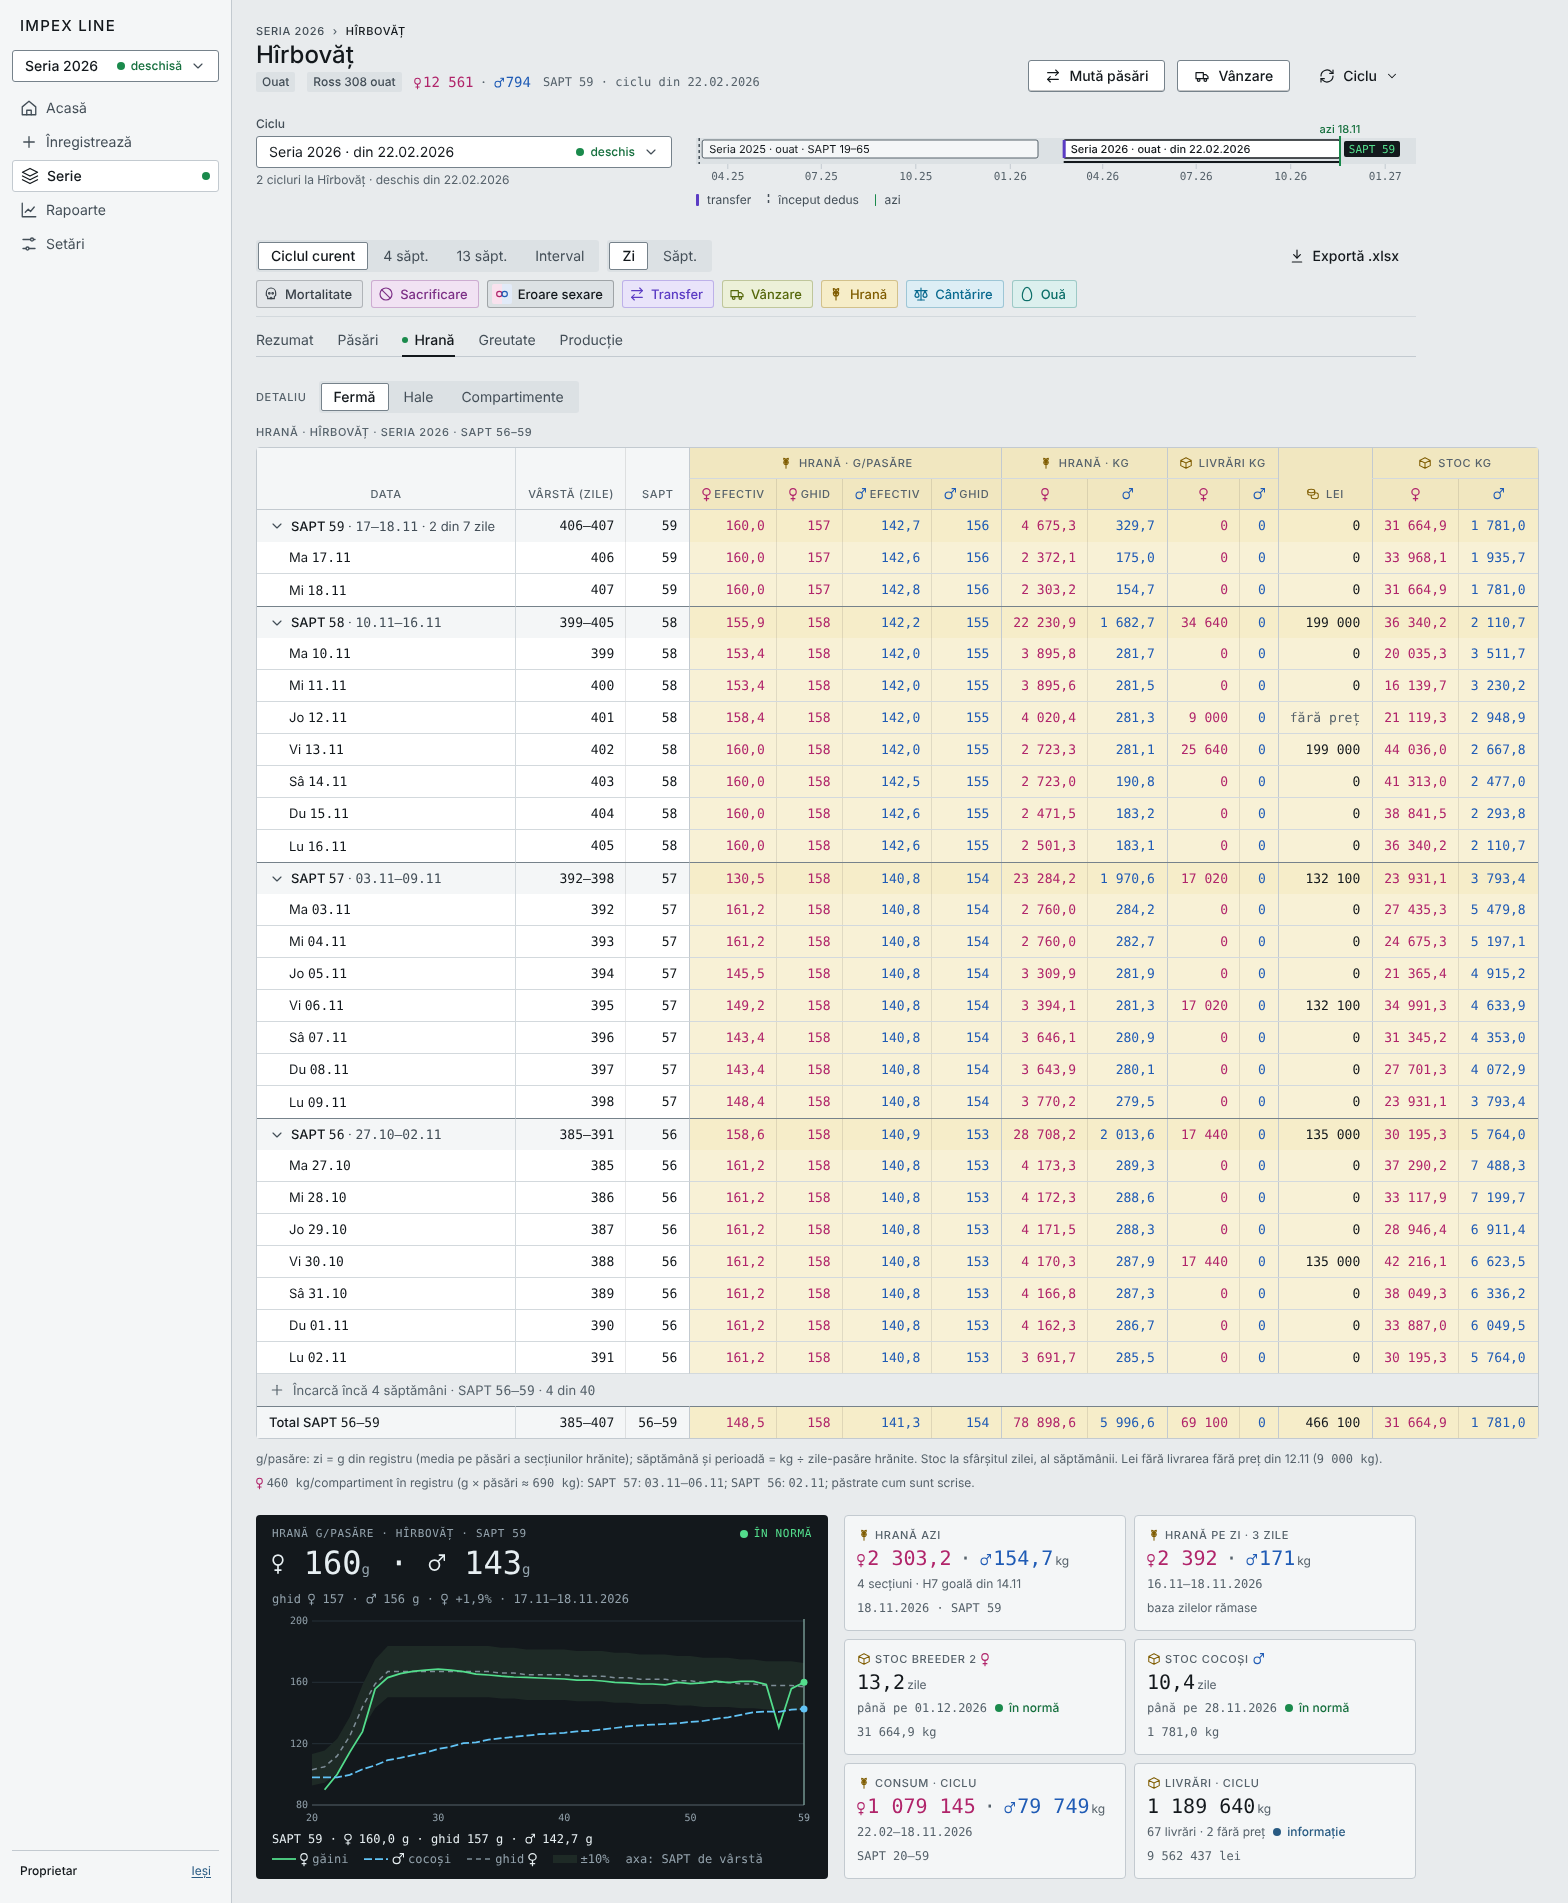 IMPEX LINE
Seria 2026 deschisă
Acasă
Înregistrează
Serie
Rapoarte
Setări
Proprietar Ieși
SERIA 2026 › HÎRBOVĂȚ
Hîrbovăț
Ouat Ross 308 ouat ♀12 561 · ♂794 SAPT 59 · ciclu din 22.02.2026
Mută păsări Vânzare Ciclu
Ciclu
Seria 2026 · din 22.02.2026 deschis
2 cicluri la Hîrbovăț · deschis din 22.02.2026
azi 18.11
Seria 2025 · ouat · SAPT 19–65 Seria 2026 · ouat · din 22.02.2026 SAPT 59
04.25 07.25 10.25 01.26 04.26 07.26 10.26 01.27
transfer început dedus azi
Ciclul curent 4 săpt. 13 săpt. Interval Zi Săpt. Exportă .xlsx
Mortalitate Sacrificare Eroare sexare Transfer Vânzare Hrană Cântărire Ouă
Rezumat Păsări Hrană Greutate Producție
DETALIU Fermă Hale Compartimente
HRANĂ · HÎRBOVĂȚ · SERIA 2026 · SAPT 56–59
HRANĂ · G/PASĂRE HRANĂ · KG LIVRĂRI KG STOC KG
DATA VÂRSTĂ (ZILE) SAPT ♀ EFECTIV ♀ GHID ♂ EFECTIV ♂ GHID ♀ ♂ ♀ ♂ LEI ♀ ♂
SAPT 59 · 17–18.11 · 2 din 7 zile 406–407 59 160,0 157 142,7 156 4 675,3 329,7 0 0 0 31 664,9 1 781,0
Ma 17.11 406 59 160,0 157 142,6 156 2 372,1 175,0 0 0 0 33 968,1 1 935,7
Mi 18.11 407 59 160,0 157 142,8 156 2 303,2 154,7 0 0 0 31 664,9 1 781,0
SAPT 58 · 10.11–16.11 399–405 58 155,9 158 142,2 155 22 230,9 1 682,7 34 640 0 199 000 36 340,2 2 110,7
Ma 10.11 399 58 153,4 158 142,0 155 3 895,8 281,7 0 0 0 20 035,3 3 511,7
Mi 11.11 400 58 153,4 158 142,0 155 3 895,6 281,5 0 0 0 16 139,7 3 230,2
Jo 12.11 401 58 158,4 158 142,0 155 4 020,4 281,3 9 000 0 fără preț 21 119,3 2 948,9
Vi 13.11 402 58 160,0 158 142,0 155 2 723,3 281,1 25 640 0 199 000 44 036,0 2 667,8
Sâ 14.11 403 58 160,0 158 142,5 155 2 723,0 190,8 0 0 0 41 313,0 2 477,0
Du 15.11 404 58 160,0 158 142,6 155 2 471,5 183,2 0 0 0 38 841,5 2 293,8
Lu 16.11 405 58 160,0 158 142,6 155 2 501,3 183,1 0 0 0 36 340,2 2 110,7
SAPT 57 · 03.11–09.11 392–398 57 130,5 158 140,8 154 23 284,2 1 970,6 17 020 0 132 100 23 931,1 3 793,4
Ma 03.11 392 57 161,2 158 140,8 154 2 760,0 284,2 0 0 0 27 435,3 5 479,8
Mi 04.11 393 57 161,2 158 140,8 154 2 760,0 282,7 0 0 0 24 675,3 5 197,1
Jo 05.11 394 57 145,5 158 140,8 154 3 309,9 281,9 0 0 0 21 365,4 4 915,2
Vi 06.11 395 57 149,2 158 140,8 154 3 394,1 281,3 17 020 0 132 100 34 991,3 4 633,9
Sâ 07.11 396 57 143,4 158 140,8 154 3 646,1 280,9 0 0 0 31 345,2 4 353,0
Du 08.11 397 57 143,4 158 140,8 154 3 643,9 280,1 0 0 0 27 701,3 4 072,9
Lu 09.11 398 57 148,4 158 140,8 154 3 770,2 279,5 0 0 0 23 931,1 3 793,4
SAPT 56 · 27.10–02.11 385–391 56 158,6 158 140,9 153 28 708,2 2 013,6 17 440 0 135 000 30 195,3 5 764,0
Ma 27.10 385 56 161,2 158 140,8 153 4 173,3 289,3 0 0 0 37 290,2 7 488,3
Mi 28.10 386 56 161,2 158 140,8 153 4 172,3 288,6 0 0 0 33 117,9 7 199,7
Jo 29.10 387 56 161,2 158 140,8 153 4 171,5 288,3 0 0 0 28 946,4 6 911,4
Vi 30.10 388 56 161,2 158 140,8 153 4 170,3 287,9 17 440 0 135 000 42 216,1 6 623,5
Sâ 31.10 389 56 161,2 158 140,8 153 4 166,8 287,3 0 0 0 38 049,3 6 336,2
Du 01.11 390 56 161,2 158 140,8 153 4 162,3 286,7 0 0 0 33 887,0 6 049,5
Lu 02.11 391 56 161,2 158 140,8 153 3 691,7 285,5 0 0 0 30 195,3 5 764,0
Încarcă încă 4 săptămâni · SAPT 56–59 · 4 din 40
Total SAPT 56–59 385–407 56–59 148,5 158 141,3 154 78 898,6 5 996,6 69 100 0 466 100 31 664,9 1 781,0
g/pasăre: zi = g din registru (media pe păsări a secțiunilor hrănite); săptămână și perioadă = kg ÷ zile-pasăre hrănite. Stoc la sfârșitul zilei, al săptămânii. Lei fără livrarea fără preț din 12.11 (9 000 kg).
♀ 460 kg/compartiment în registru (g × păsări ≈ 690 kg): SAPT 57: 03.11–06.11; SAPT 56: 02.11; păstrate cum sunt scrise.
HRANĂ G/PASĂRE · HÎRBOVĂȚ · SAPT 59 ÎN NORMĂ
♀ 160g · ♂ 143g
ghid ♀ 157 · ♂ 156 g · ♀ +1,9% · 17.11–18.11.2026
200
160
120
80
20 30 40 50 59
SAPT 59 · ♀ 160,0 g · ghid 157 g · ♂ 142,7 g
♀ găini ♂ cocoși ghid ♀ ±10% axa: SAPT de vârstă
HRANĂ AZI
♀2 303,2 · ♂154,7 kg
4 secțiuni · H7 goală din 14.11
18.11.2026 · SAPT 59
HRANĂ PE ZI · 3 ZILE
♀2 392 · ♂171 kg
16.11–18.11.2026
baza zilelor rămase
STOC BREEDER 2 ♀
13,2 zile
până pe 01.12.2026 în normă
31 664,9 kg
STOC COCOȘI ♂
10,4 zile
până pe 28.11.2026 în normă
1 781,0 kg
CONSUM · CICLU
♀1 079 145 · ♂79 749 kg
22.02–18.11.2026
SAPT 20–59
LIVRĂRI · CICLU
1 189 640 kg
67 livrări · 2 fără preț informație
9 562 437 lei